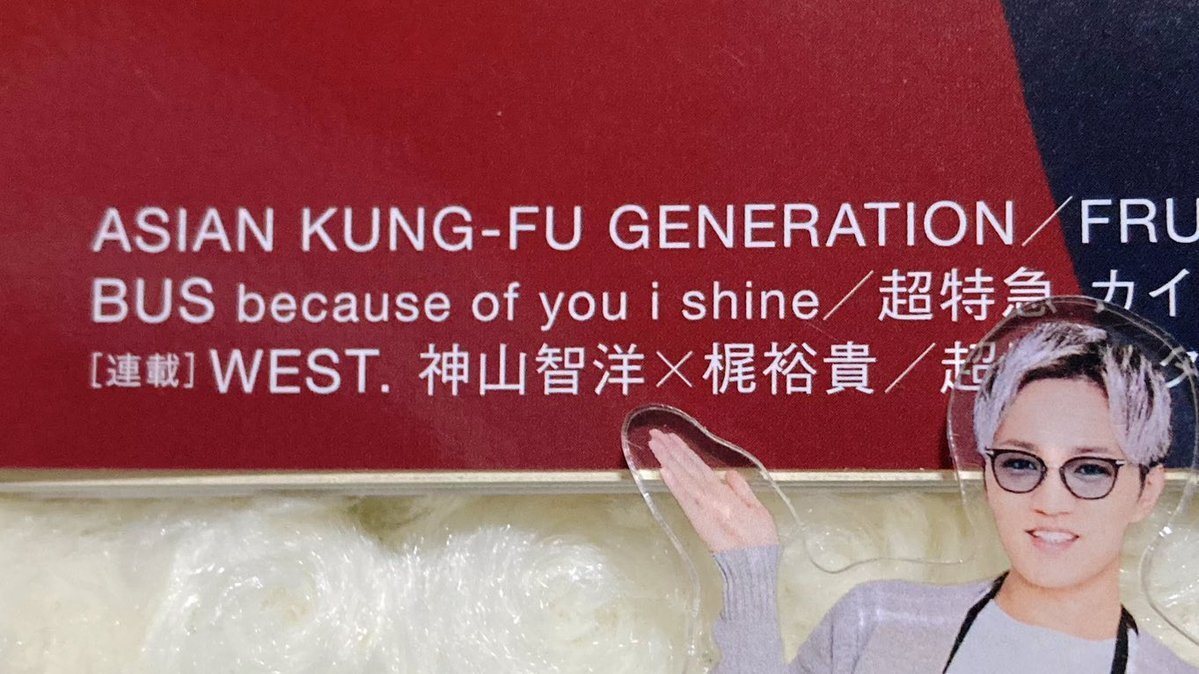 ASIAN KUNG-FU GENERATION／FRU
BUS because of you i shine／超特急 カイ
［連載］WEST. 神山智洋×梶裕貴／超